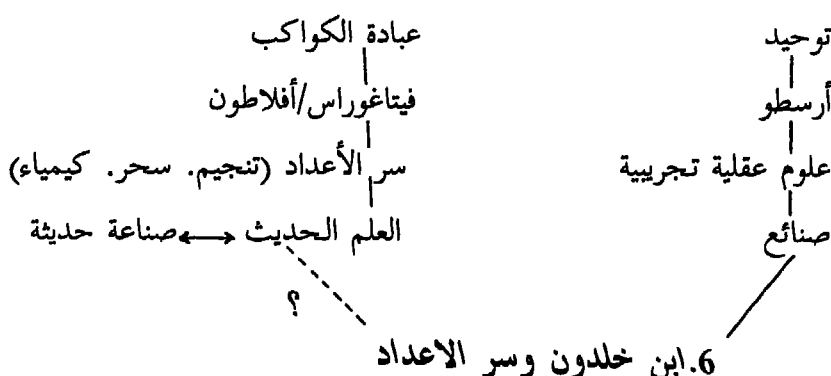 توحيد عبادة الكواكب
أرسطو فيتاغوراس/أفلاطون
علوم عقلية تجريبية سر الأعداد (تنجيم. سحر. كيمياء)
صنائع العلم الحديث ↔ صناعة حديثة
؟
6.ابن خلدون وسر الاعداد